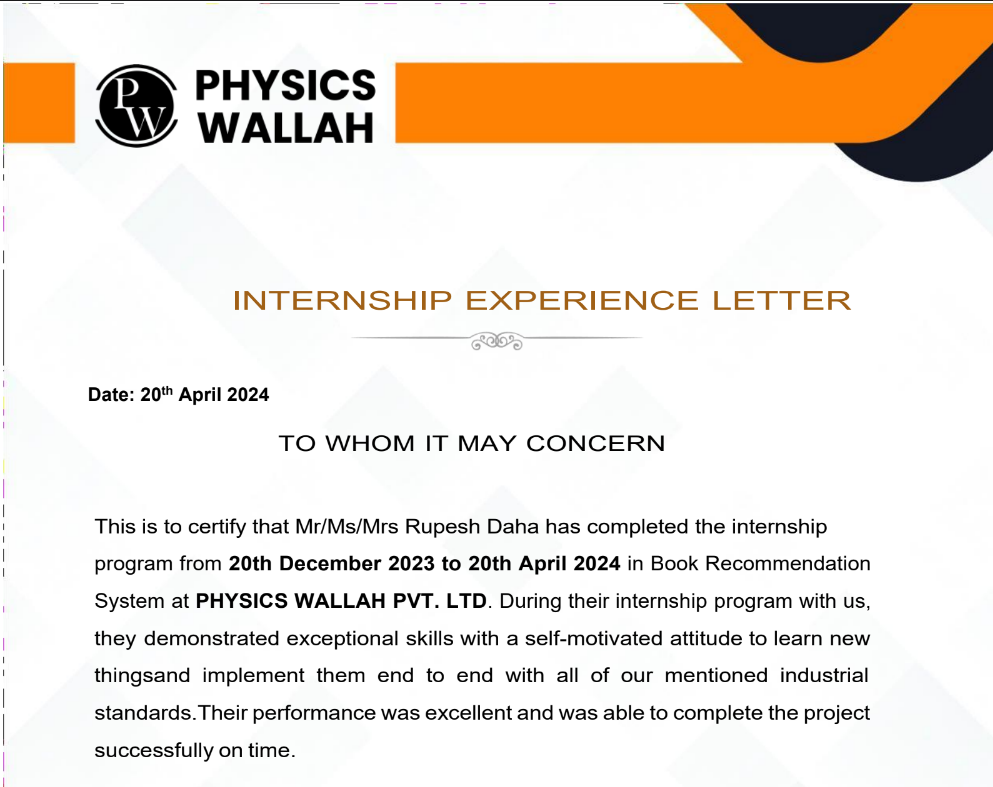 PW
PHYSICS
WALLAH
INTERNSHIP EXPERIENCE LETTER
Date: 20th April 2024
TO WHOM IT MAY CONCERN
This is to certify that Mr/Ms/Mrs Rupesh Daha has completed the internship
program from 20th December 2023 to 20th April 2024 in Book Recommendation
System at PHYSICS WALLAH PVT. LTD. During their internship program with us,
they demonstrated exceptional skills with a self-motivated attitude to learn new
thingsand implement them end to end with all of our mentioned industrial
standards.Their performance was excellent and was able to complete the project
successfully on time.